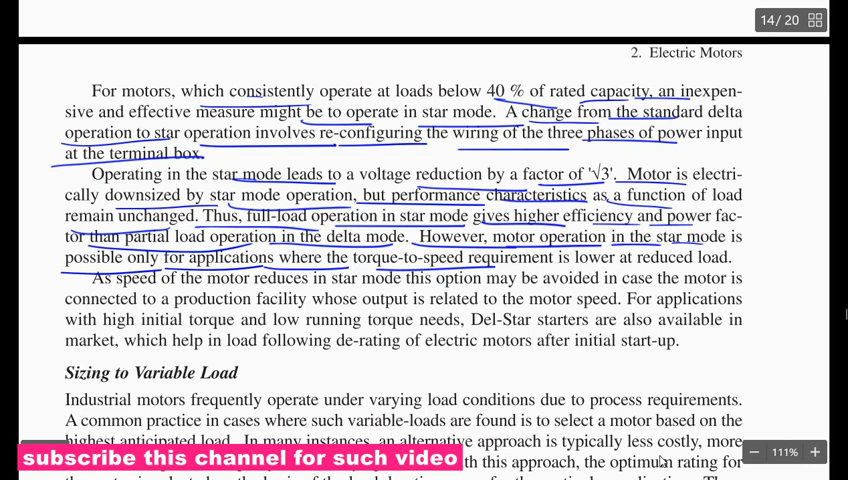 14 / 20
2. Electric Motors
For motors, which consistently operate at loads below 40 % of rated capacity, an inexpen-
sive and effective measure might be to operate in star mode. A change from the standard delta
operation to star operation involves re-configuring the wiring of the three phases of power input
at the terminal box.
Operating in the star mode leads to a voltage reduction by a factor of '√3'. Motor is electri-
cally downsized by star mode operation, but performance characteristics as a function of load
remain unchanged. Thus, full-load operation in star mode gives higher efficiency and power fac-
tor than partial load operation in the delta mode. However, motor operation in the star mode is
possible only for applications where the torque-to-speed requirement is lower at reduced load.
As speed of the motor reduces in star mode this option may be avoided in case the motor is
connected to a production facility whose output is related to the motor speed. For applications
with high initial torque and low running torque needs, Del-Star starters are also available in
market, which help in load following de-rating of electric motors after initial start-up.
Sizing to Variable Load
Industrial motors frequently operate under varying load conditions due to process requirements.
A common practice in cases where such variable-loads are found is to select a motor based on the
highest anticipated load. In many instances, an alternative approach is typically less costly, more
th this approach, the optimum rating for
subscribe this channel for such video
111%